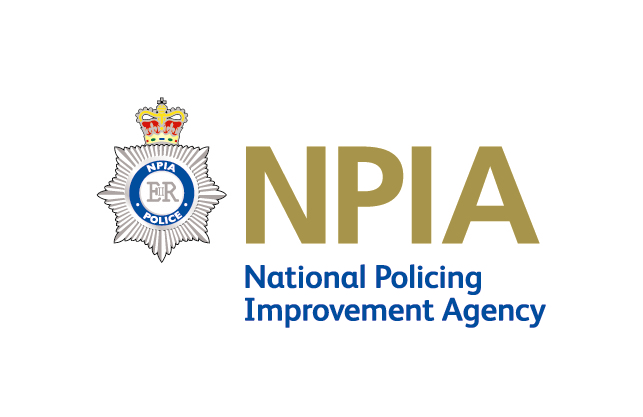 NPIA
EIIR
POLICE
NPIA
National Policing
Improvement Agency